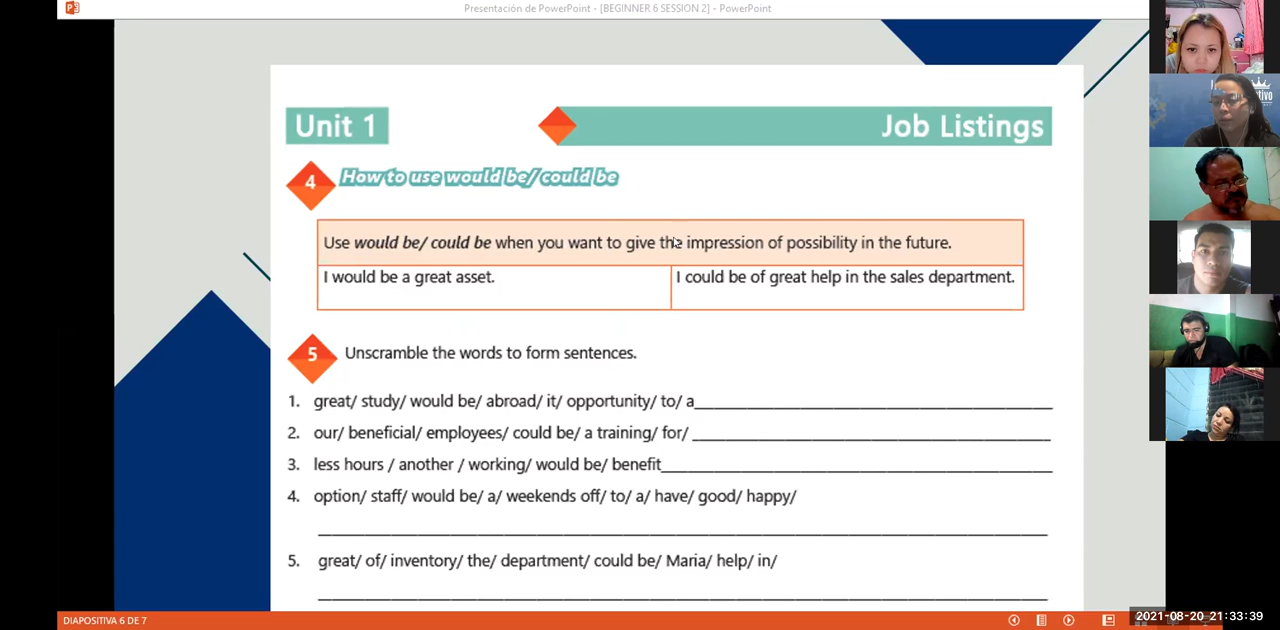 Presentación de PowerPoint - [BEGINNER 6 SESSION 2] - PowerPoint
Unit 1
Job Listings
4 How to use would be/ could be
Use would be/ could be when you want to give the impression of possibility in the future.
I would be a great asset.
I could be of great help in the sales department.
5 Unscramble the words to form sentences.
1. great/ study/ would be/ abroad/ it/ opportunity/ to/ a
2. our/ beneficial/ employees/ could be/ a training/ for/
3. less hours / another / working/ would be/ benefit
4. option/ staff/ would be/ a/ weekends off/ to/ a/ have/ good/ happy/
5. great/ of/ inventory/ the/ department/ could be/ Maria/ help/ in/
DIAPOSITIVA 6 DE 7
2021-08-20 21:33:39